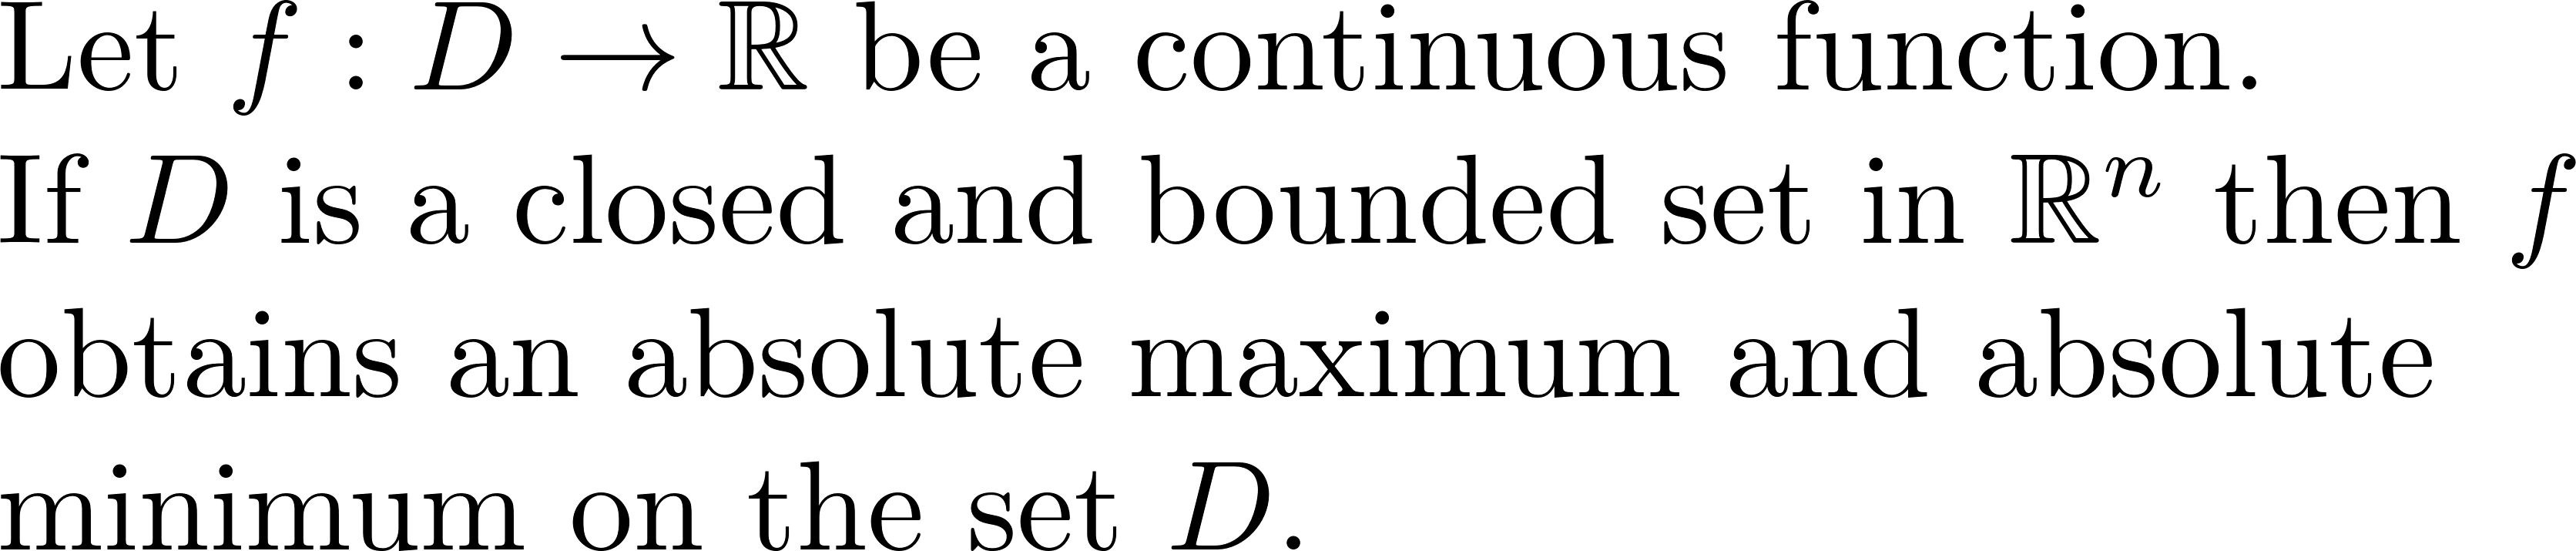 Let f : D → ℝ be a continuous function.
If D is a closed and bounded set in ℝⁿ then f
obtains an absolute maximum and absolute
minimum on the set D.